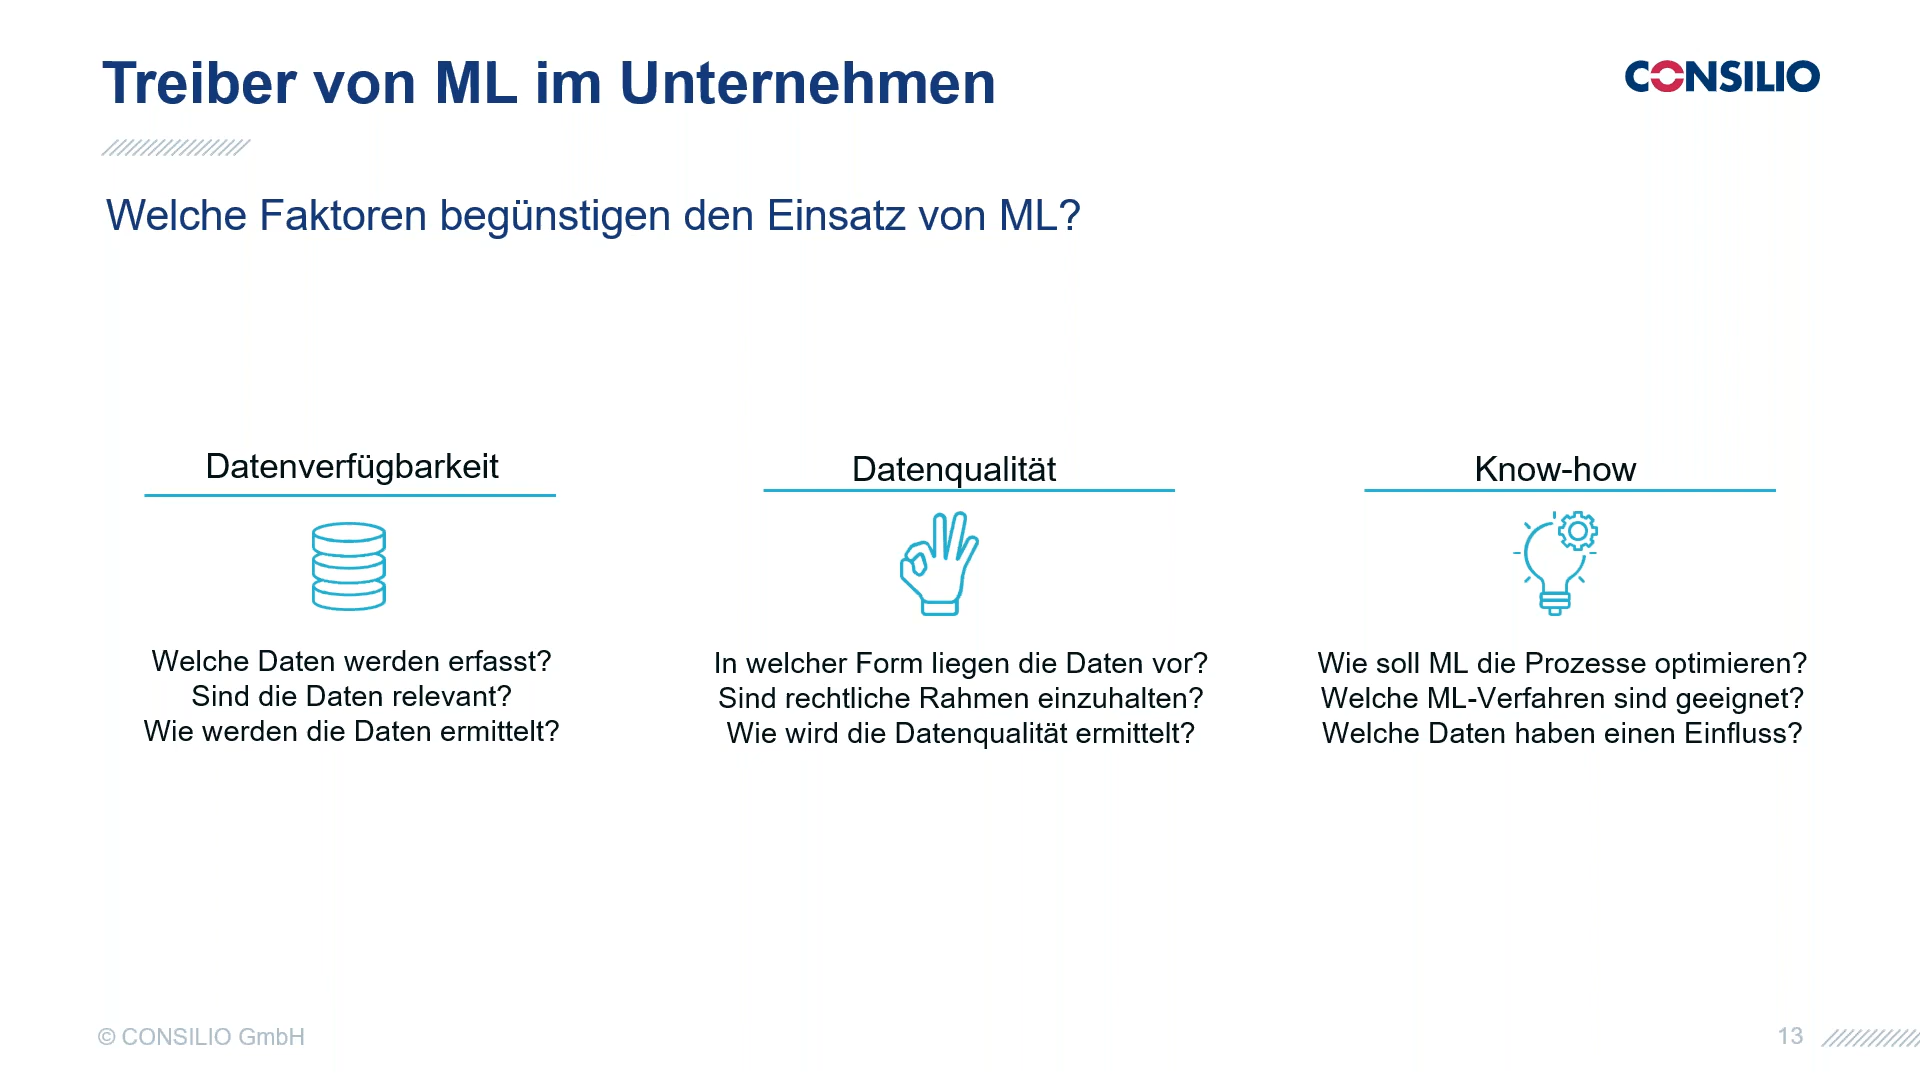 Treiber von ML im Unternehmen
CONSILIO
Welche Faktoren begünstigen den Einsatz von ML?
Datenverfügbarkeit
Welche Daten werden erfasst?
Sind die Daten relevant?
Wie werden die Daten ermittelt?
Datenqualität
In welcher Form liegen die Daten vor?
Sind rechtliche Rahmen einzuhalten?
Wie wird die Datenqualität ermittelt?
Know-how
Wie soll ML die Prozesse optimieren?
Welche ML-Verfahren sind geeignet?
Welche Daten haben einen Einfluss?
© CONSILIO GmbH
13